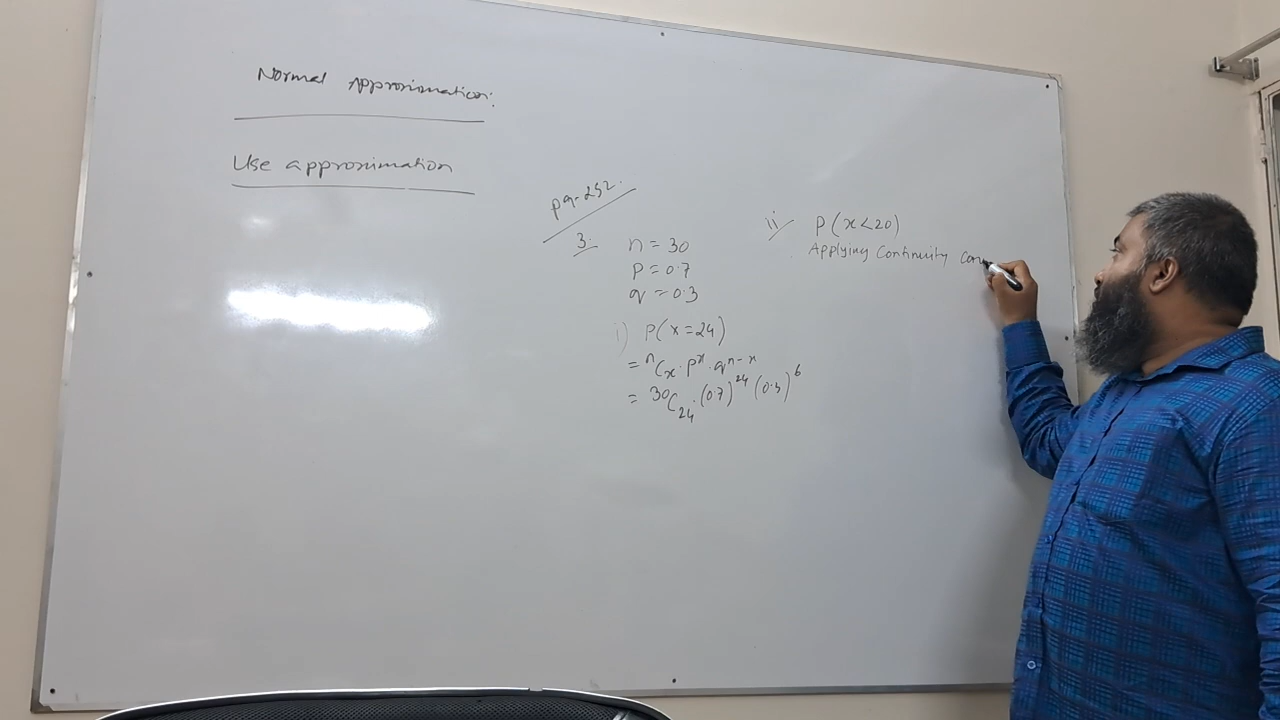 Normal Approximation:
Use approximation
pg-252.
3. n = 30
p = 0.7
q = 0.3
i) P(x=24)
= ⁿCₓ · pˣ · qⁿ⁻ˣ
= ³⁰C₂₄ · (0.7)²⁴ (0.3)⁶
ii/ P(x<20)
Applying Continuity Corr